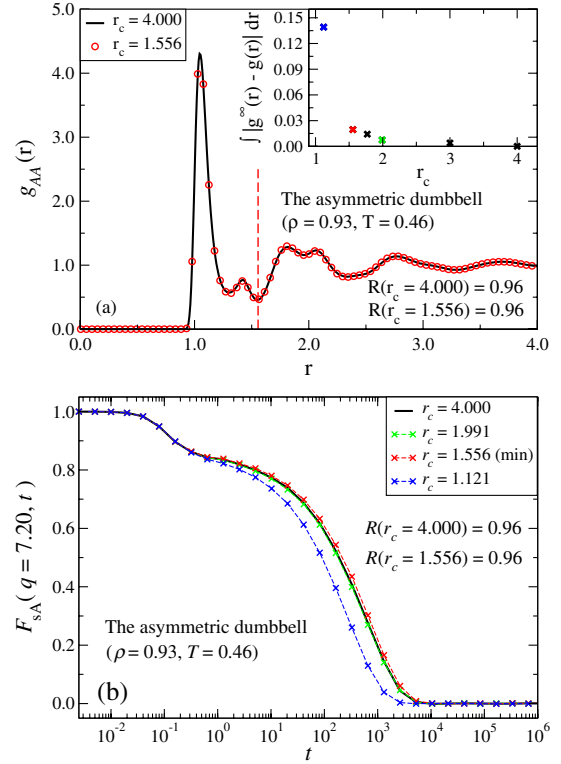 5.0
4.0
3.0
2.0
1.0
0.0
g_AA(r)
r_c = 4.000
r_c = 1.556
0.15
0.12
0.09
0.06
0.03
0.00
∫ |g^∞(r) - g(r)| dr
1 2 3 4
r_c
The asymmetric dumbbell
(ρ = 0.93, T = 0.46)
R(r_c = 4.000) = 0.96
R(r_c = 1.556) = 0.96
(a)
0.0 1.0 2.0 3.0 4.0
r
1.0
0.8
0.6
0.4
0.2
0.0
F_sA( q = 7.20, t )
r_c = 4.000
r_c = 1.991
r_c = 1.556 (min)
r_c = 1.121
R(r_c = 4.000) = 0.96
R(r_c = 1.556) = 0.96
The asymmetric dumbbell
(ρ = 0.93, T = 0.46)
(b)
10^-2 10^-1 10^0 10^1 10^2 10^3 10^4 10^5 10^6
t